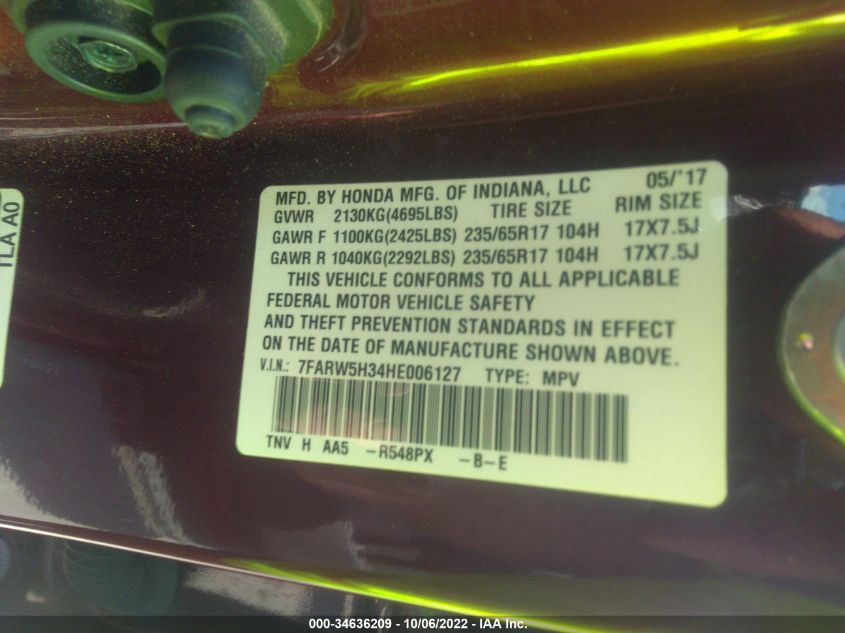 TLA A0
MFD. BY HONDA MFG. OF INDIANA, LLC 05/'17
GVWR 2130KG(4695LBS) TIRE SIZE RIM SIZE
GAWR F 1100KG(2425LBS) 235/65R17 104H 17X7.5J
GAWR R 1040KG(2292LBS) 235/65R17 104H 17X7.5J
THIS VEHICLE CONFORMS TO ALL APPLICABLE
FEDERAL MOTOR VEHICLE SAFETY
AND THEFT PREVENTION STANDARDS IN EFFECT
ON THE DATE OF MANUFACTURE SHOWN ABOVE.
V.I.N.: 7FARW5H34HE006127 TYPE: MPV
TNV H AA5 -R548PX -B-E
000-34636209 - 10/06/2022 - IAA Inc.